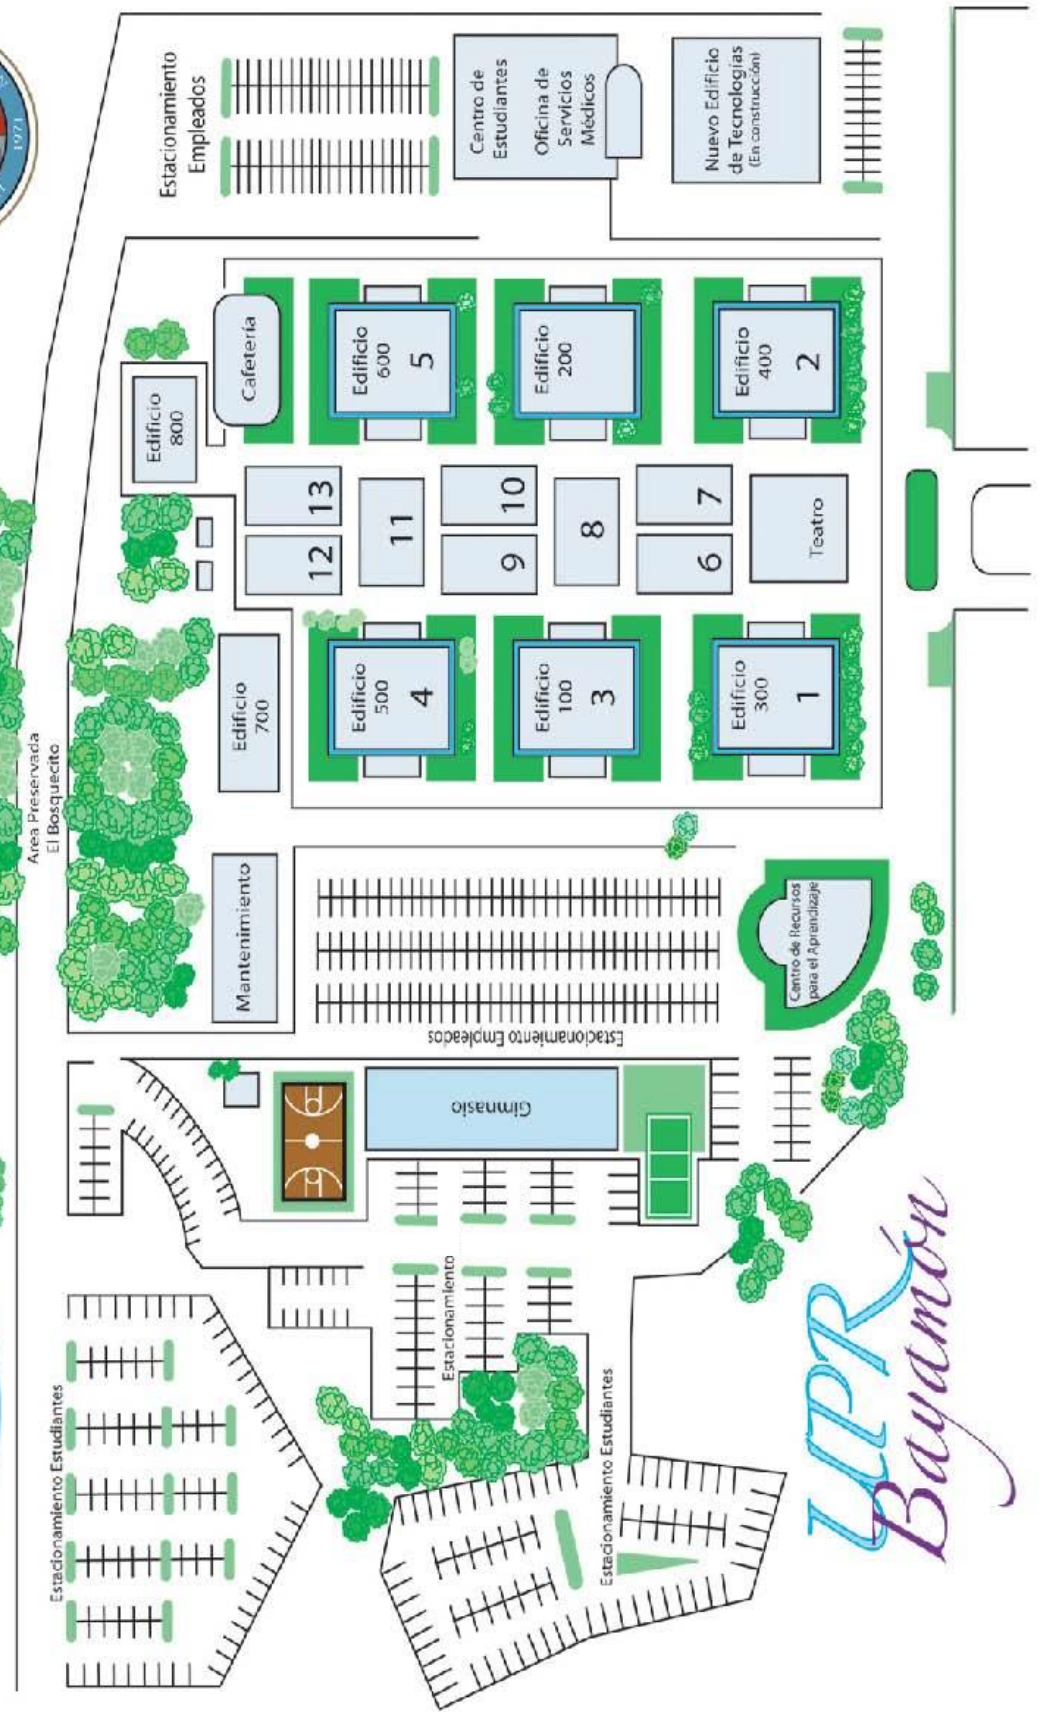 1971
Estacionamiento
Empleados
Centro de
Estudiantes
Oficina de
Servicios
Médicos
Nuevo Edificio
de Tecnologías
(En construcción)
Cafetería
Edificio
600
5
Edificio
200
Edificio
400
2
Edificio
800
13
12
11
10
9
8
7
6
Teatro
Edificio
700
Edificio
500
4
Edificio
100
3
Edificio
300
1
Area Preservada
El Bosquecito
Mantenimiento
Estacionamiento Empleados
Centro de Recursos
para el Aprendizaje
Gimnasio
Estacionamiento
Estacionamiento Estudiantes
Estacionamiento Estudiantes
UPR
Bayamón